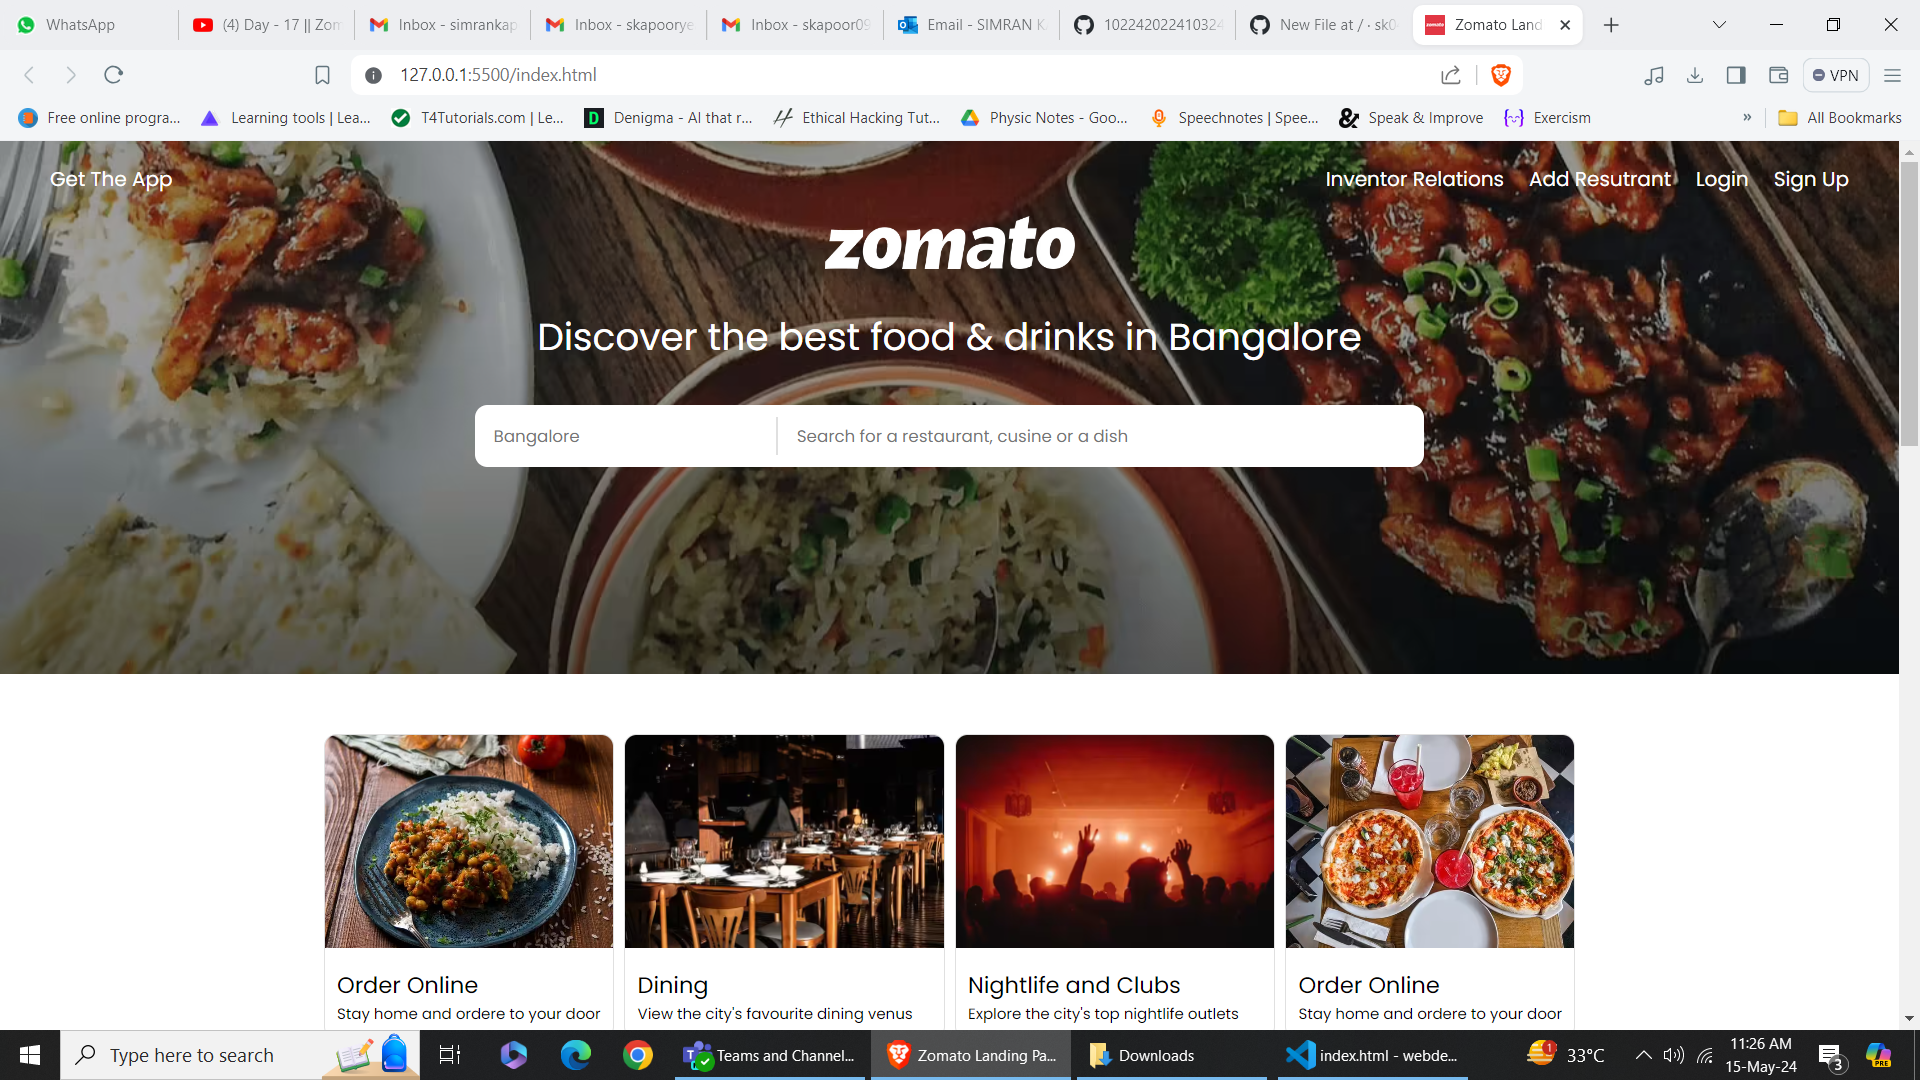 WhatsApp
(4) Day - 17 || Zom
Inbox - simrankap
Inbox - skapoorye
Inbox - skapoor09
Email - SIMRAN K
102242022410324
New File at / · sk0
Zomato Land
127.0.0.1:5500/index.html
VPN
Free online progra...
Learning tools | Lea...
T4Tutorials.com | Le...
Denigma - AI that r...
Ethical Hacking Tut...
Physic Notes - Goo...
Speechnotes | Spee...
Speak & Improve
Exercism
»
All Bookmarks
Get The App
Inventor Relations
Add Resutrant
Login
Sign Up
zomato
Discover the best food & drinks in Bangalore
Bangalore
Search for a restaurant, cusine or a dish
Order Online
Stay home and ordere to your door
Dining
View the city's favourite dining venus
Nightlife and Clubs
Explore the city's top nightlife outlets
Order Online
Stay home and ordere to your door
Type here to search
Teams and Channel...
Zomato Landing Pa...
Downloads
index.html - webde...
1
33°C
11:26 AM
15-May-24
3
PRE